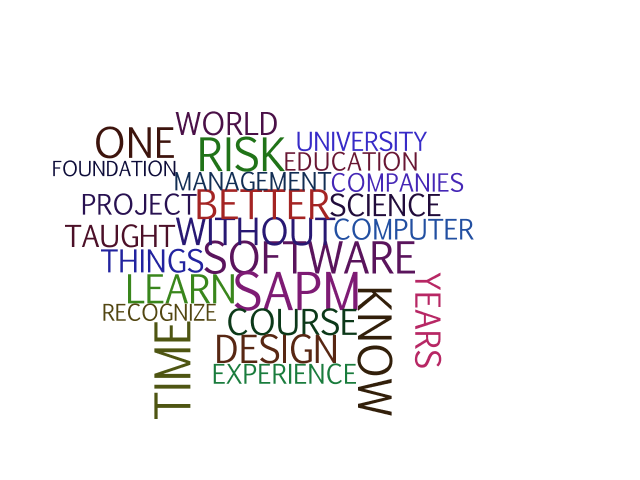 WORLD
ONE
UNIVERSITY
RISK
EDUCATION
FOUNDATION
MANAGEMENT
COMPANIES
PROJECT
BETTER
SCIENCE
TAUGHT
WITHOUT
COMPUTER
THINGS
SOFTWARE
LEARN
SAPM
KNOW
YEARS
RECOGNIZE
COURSE
TIME
DESIGN
EXPERIENCE